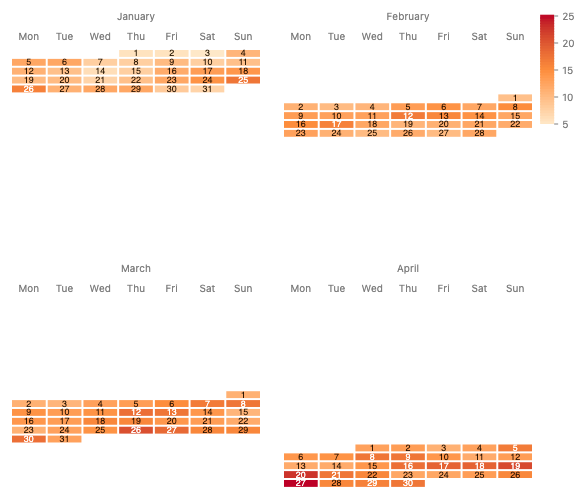 January February
Mon Tue Wed Thu Fri Sat Sun Mon Tue Wed Thu Fri Sat Sun
25
20
15
10
5
1 2 3 4
5 6 7 8 9 10 11
12 13 14 15 16 17 18
19 20 21 22 23 24 25
26 27 28 29 30 31
1
2 3 4 5 6 7 8
9 10 11 12 13 14 15
16 17 18 19 20 21 22
23 24 25 26 27 28
March April
Mon Tue Wed Thu Fri Sat Sun Mon Tue Wed Thu Fri Sat Sun
1
2 3 4 5 6 7 8
9 10 11 12 13 14 15
16 17 18 19 20 21 22
23 24 25 26 27 28 29
30 31
1 2 3 4 5
6 7 8 9 10 11 12
13 14 15 16 17 18 19
20 21 22 23 24 25 26
27 28 29 30